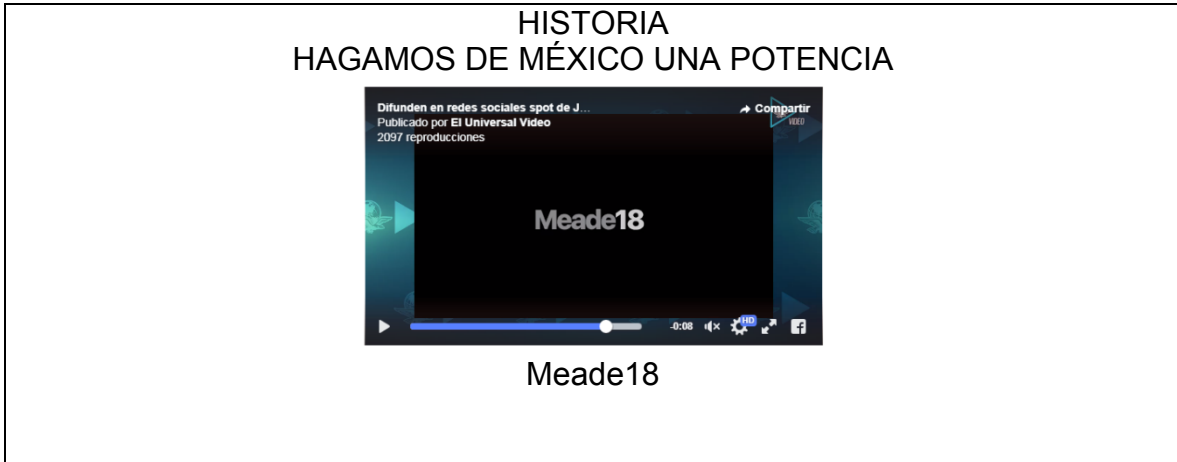 HISTORIA
HAGAMOS DE MÉXICO UNA POTENCIA
Difunden en redes sociales spot de J...
Compartir
Publicado por El Universal Video
VIDEO
2097 reproducciones
Meade18
-0:08
HD
Meade18